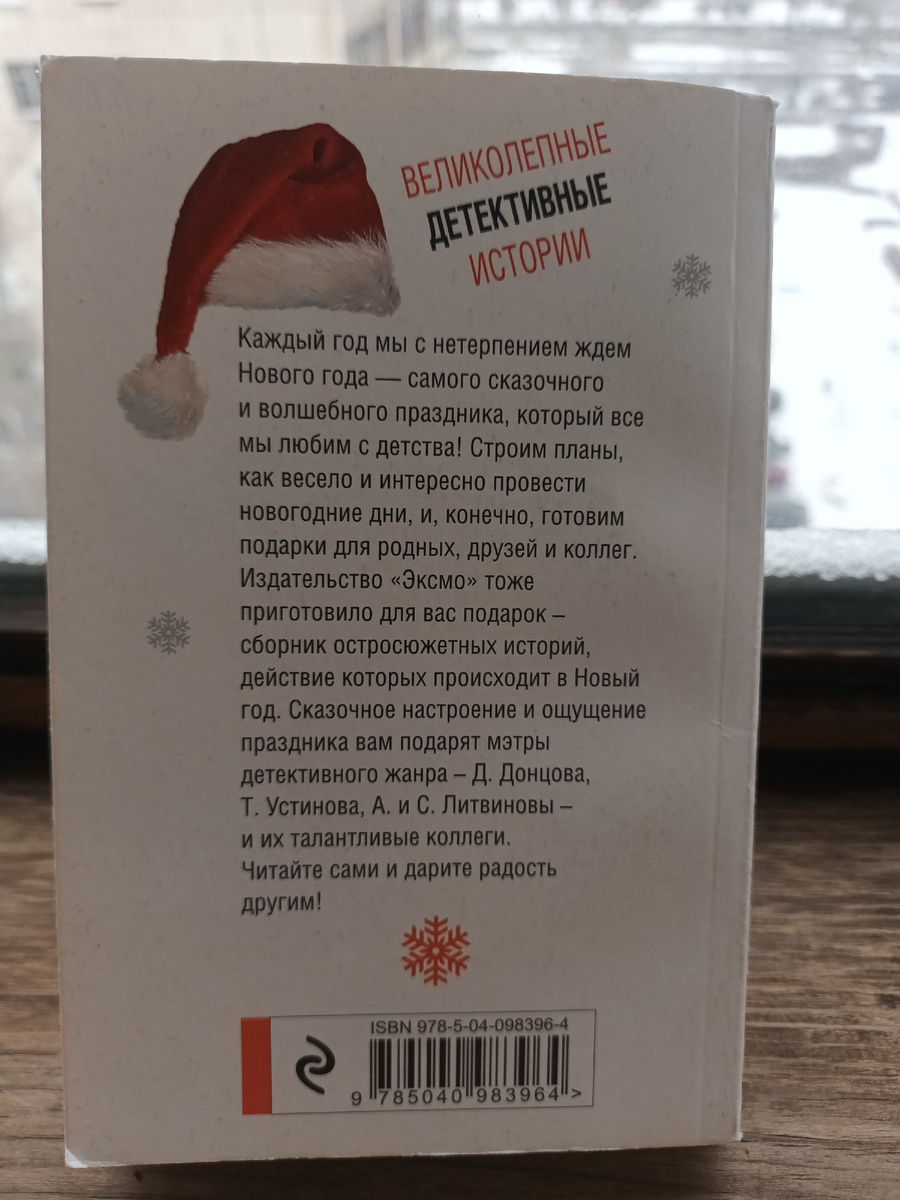 ВЕЛИКОЛЕПНЫЕ
ДЕТЕКТИВНЫЕ
ИСТОРИИ
Каждый год мы с нетерпением ждем
Нового года — самого сказочного
и волшебного праздника, который все
мы любим с детства! Строим планы,
как весело и интересно провести
новогодние дни, и, конечно, готовим
подарки для родных, друзей и коллег.
Издательство «Эксмо» тоже
приготовило для вас подарок –
сборник остросюжетных историй,
действие которых происходит в Новый
год. Сказочное настроение и ощущение
праздника вам подарят мэтры
детективного жанра – Д. Донцова,
Т. Устинова, А. и С. Литвиновы –
и их талантливые коллеги.
Читайте сами и дарите радость
другим!
ISBN 978-5-04-098396-4
9 785040 983964 >